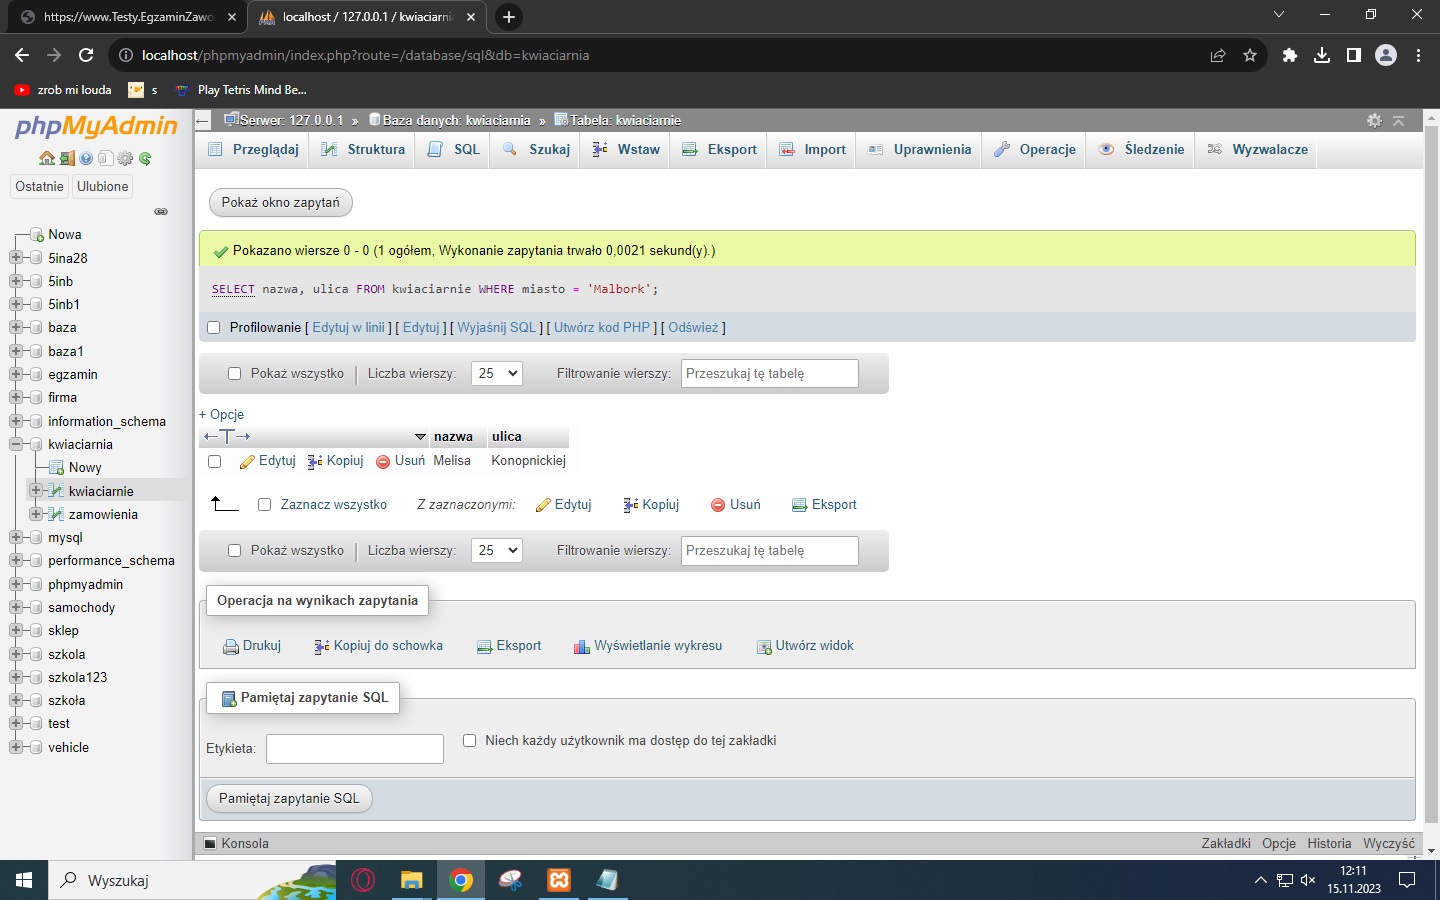 https://www.Testy.EgzaminZawo
localhost / 127.0.0.1 / kwiaciarni
localhost/phpmyadmin/index.php?route=/database/sql&db=kwiaciarnia
zrob mi louda
s
Play Tetris Mind Be...
phpMyAdmin
Ostatnie
Ulubione
Nowa
5ina28
5inb
5inb1
baza
baza1
egzamin
firma
information_schema
kwiaciarnia
Nowy
kwiaciarnie
zamowienia
mysql
performance_schema
phpmyadmin
samochody
sklep
szkola
szkola123
szkoła
test
vehicle
Serwer: 127.0.0.1 » Baza danych: kwiaciarnia » Tabela: kwiaciarnie
Przeglądaj Struktura SQL Szukaj Wstaw Eksport Import Uprawnienia Operacje Śledzenie Wyzwalacze
Pokaż okno zapytań
Pokazano wiersze 0 - 0 (1 ogółem, Wykonanie zapytania trwało 0,0021 sekund(y).)
SELECT nazwa, ulica FROM kwiaciarnie WHERE miasto = 'Malbork';
Profilowanie [ Edytuj w linii ] [ Edytuj ] [ Wyjaśnij SQL ] [ Utwórz kod PHP ] [ Odśwież ]
Pokaż wszystko | Liczba wierszy: 25 Filtrowanie wierszy: Przeszukaj tę tabelę
+ Opcje
nazwa ulica
Edytuj Kopiuj Usuń Melisa Konopnickiej
Zaznacz wszystko Z zaznaczonymi: Edytuj Kopiuj Usuń Eksport
Pokaż wszystko | Liczba wierszy: 25 Filtrowanie wierszy: Przeszukaj tę tabelę
Operacja na wynikach zapytania
Drukuj Kopiuj do schowka Eksport Wyświetlanie wykresu Utwórz widok
Pamiętaj zapytanie SQL
Etykieta: Niech każdy użytkownik ma dostęp do tej zakładki
Pamiętaj zapytanie SQL
Konsola Zakładki Opcje Historia Wyczyść
Wyszukaj
12:11
15.11.2023